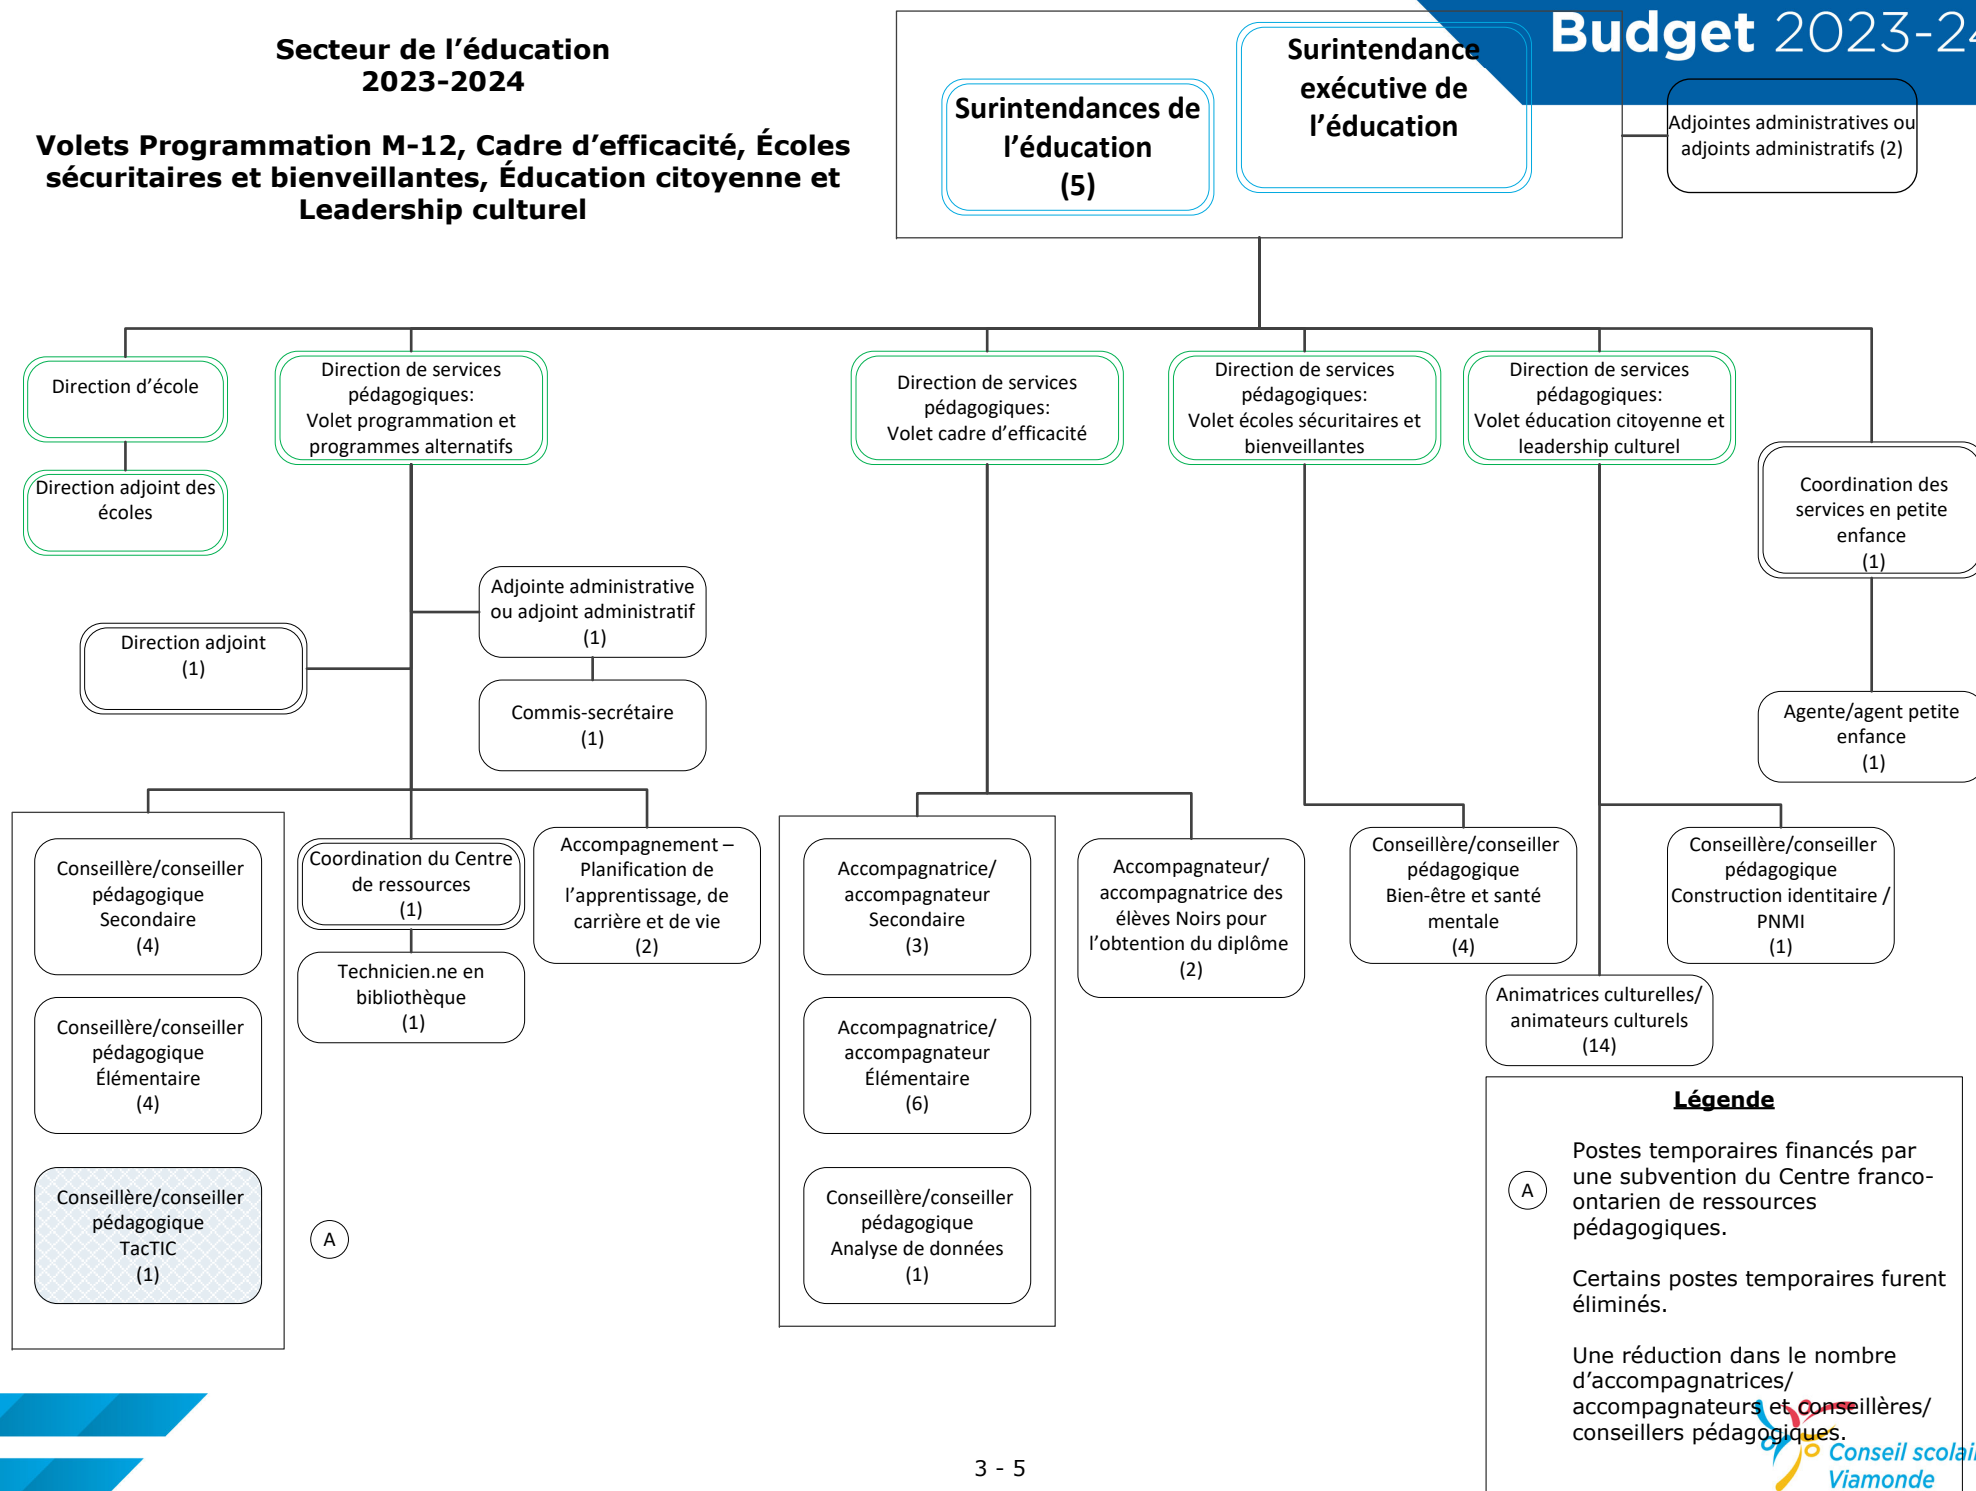 Budget 2023-24
Secteur de l'éducation
2023-2024
Volets Programmation M-12, Cadre d'efficacité, Écoles
sécuritaires et bienveillantes, Éducation citoyenne et
Leadership culturel
Surintendances de
l'éducation
(5)
Surintendance
exécutive de
l'éducation
Adjointes administratives ou
adjoints administratifs (2)
Direction d'école
Direction adjoint des
écoles
Direction de services
pédagogiques:
Volet programmation et
programmes alternatifs
Direction de services
pédagogiques:
Volet cadre d'efficacité
Direction de services
pédagogiques:
Volet écoles sécuritaires et
bienveillantes
Direction de services
pédagogiques:
Volet éducation citoyenne et
leadership culturel
Coordination des
services en petite
enfance
(1)
Adjointe administrative
ou adjoint administratif
(1)
Direction adjoint
(1)
Commis-secrétaire
(1)
Agente/agent petite
enfance
(1)
Conseillère/conseiller
pédagogique
Secondaire
(4)
Conseillère/conseiller
pédagogique
Élémentaire
(4)
Conseillère/conseiller
pédagogique
TacTIC
(1)
A
Coordination du Centre
de ressources
(1)
Technicien.ne en
bibliothèque
(1)
Accompagnement –
Planification de
l'apprentissage, de
carrière et de vie
(2)
Accompagnatrice/
accompagnateur
Secondaire
(3)
Accompagnatrice/
accompagnateur
Élémentaire
(6)
Conseillère/conseiller
pédagogique
Analyse de données
(1)
Accompagnateur/
accompagnatrice des
élèves Noirs pour
l'obtention du diplôme
(2)
Conseillère/conseiller
pédagogique
Bien-être et santé
mentale
(4)
Conseillère/conseiller
pédagogique
Construction identitaire /
PNMI
(1)
Animatrices culturelles/
animateurs culturels
(14)
Légende
A
Postes temporaires financés par
une subvention du Centre franco-
ontarien de ressources
pédagogiques.
Certains postes temporaires furent
éliminés.
Une réduction dans le nombre
d'accompagnatrices/
accompagnateurs et conseillères/
conseillers pédagogiques.
Conseil scolai
Viamonde
3 - 5